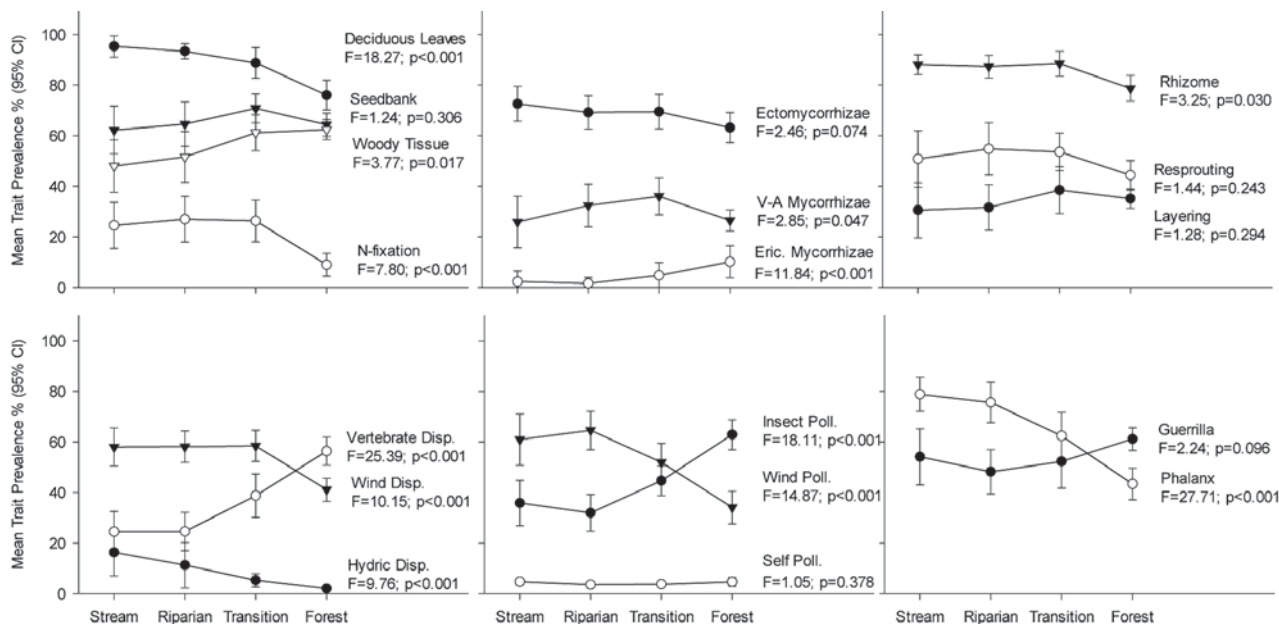 Mean Trait Prevalence % (95% CI)
100
80
60
40
20
0
Deciduous Leaves
F=18.27; p<0.001
Seedbank
F=1.24; p=0.306
Woody Tissue
F=3.77; p=0.017
N-fixation
F=7.80; p<0.001
Ectomycorrhizae
F=2.46; p=0.074
V-A Mycorrhizae
F=2.85; p=0.047
Eric. Mycorrhizae
F=11.84; p<0.001
Rhizome
F=3.25; p=0.030
Resprouting
F=1.44; p=0.243
Layering
F=1.28; p=0.294
Mean Trait Prevalence % (95% CI)
100
80
60
40
20
0
Vertebrate Disp.
F=25.39; p<0.001
Wind Disp.
F=10.15; p<0.001
Hydric Disp.
F=9.76; p<0.001
Insect Poll.
F=18.11; p<0.001
Wind Poll.
F=14.87; p<0.001
Self Poll.
F=1.05; p=0.378
Guerrilla
F=2.24; p=0.096
Phalanx
F=27.71; p<0.001
Stream Riparian Transition Forest
Stream Riparian Transition Forest
Stream Riparian Transition Forest